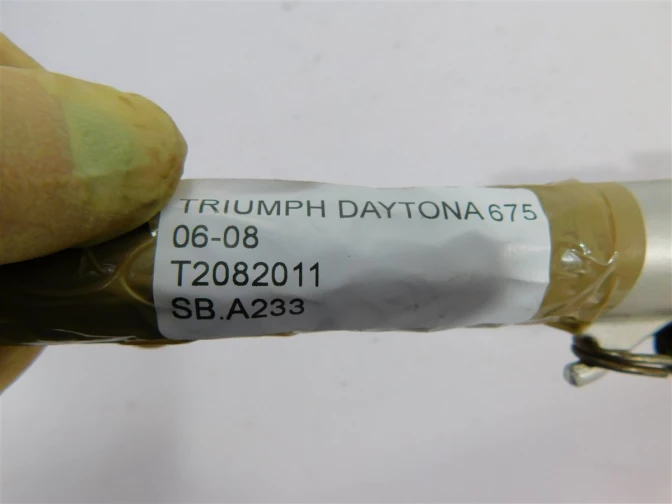 TRIUMPH DAYTONA 675
06-08
T2082011
SB.A233